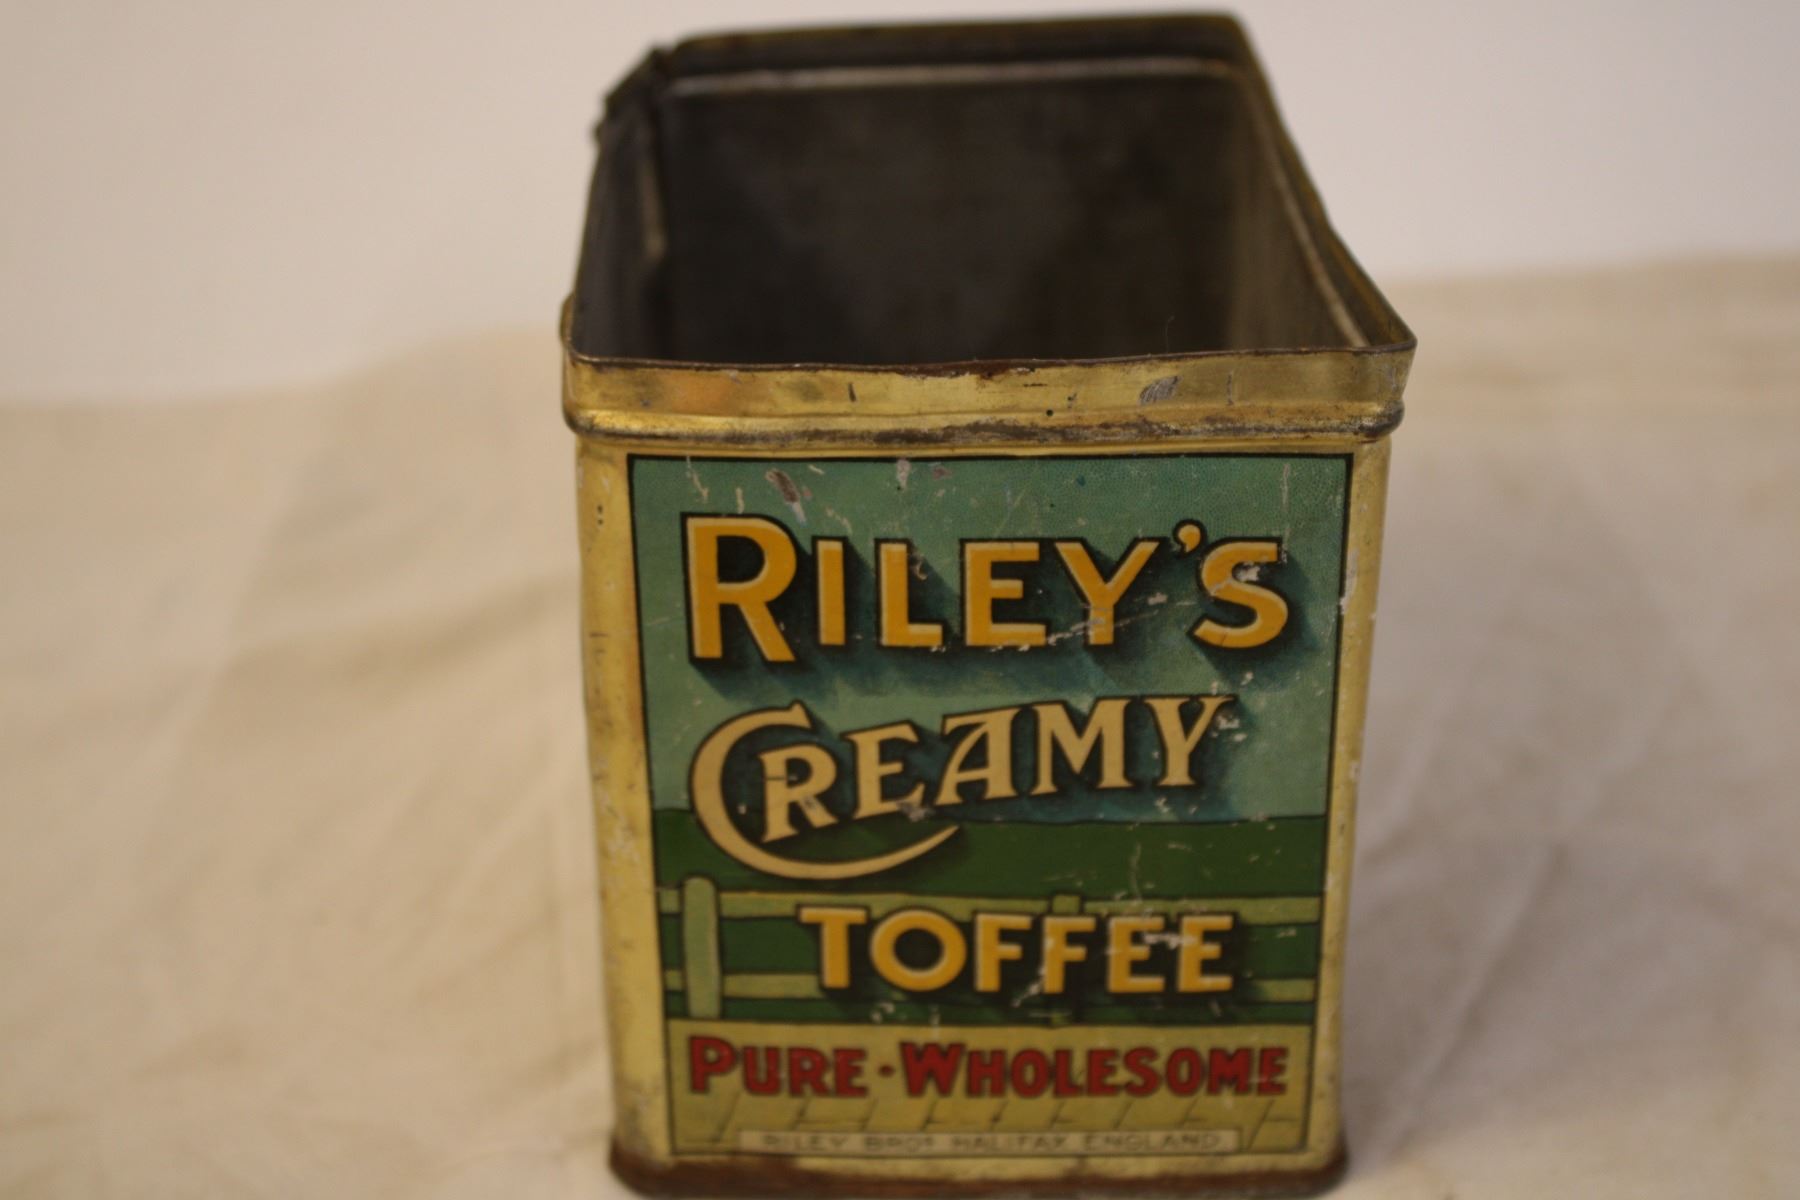 RILEY'S
CREAMY
TOFFEE
PURE·WHOLESOME
RILEY BROS HALIFAX ENGLAND.